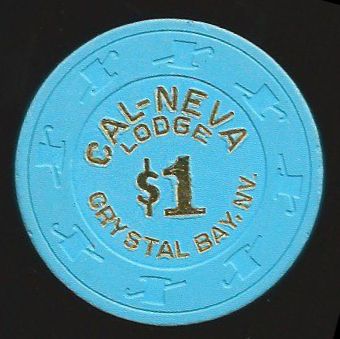 CAL-NEVA
LODGE
$1
CRYSTAL BAY, NV.